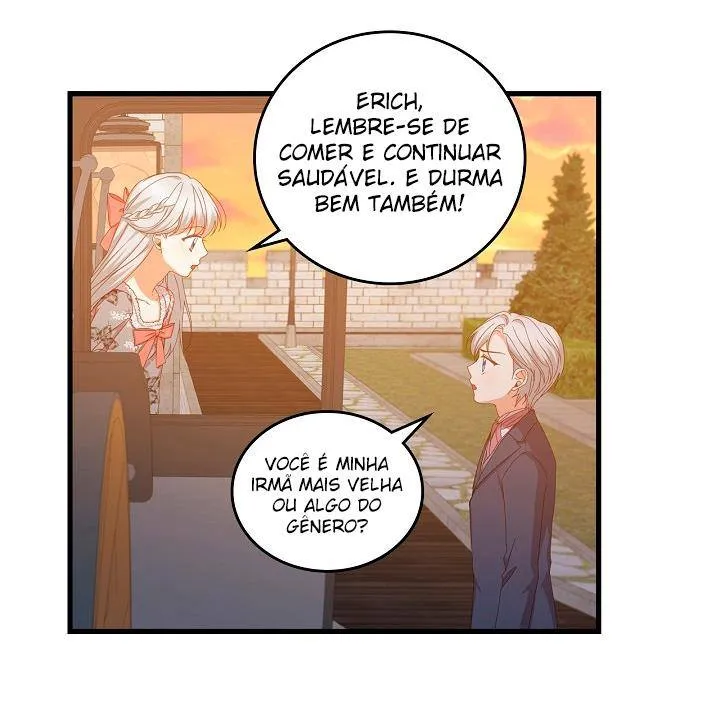 ERICH,
LEMBRE-SE DE
COMER E CONTINUAR
SAUDÁVEL. E DURMA
BEM TAMBÉM!
VOCÊ É MINHA
IRMÃ MAIS VELHA
OU ALGO DO
GÊNERO?